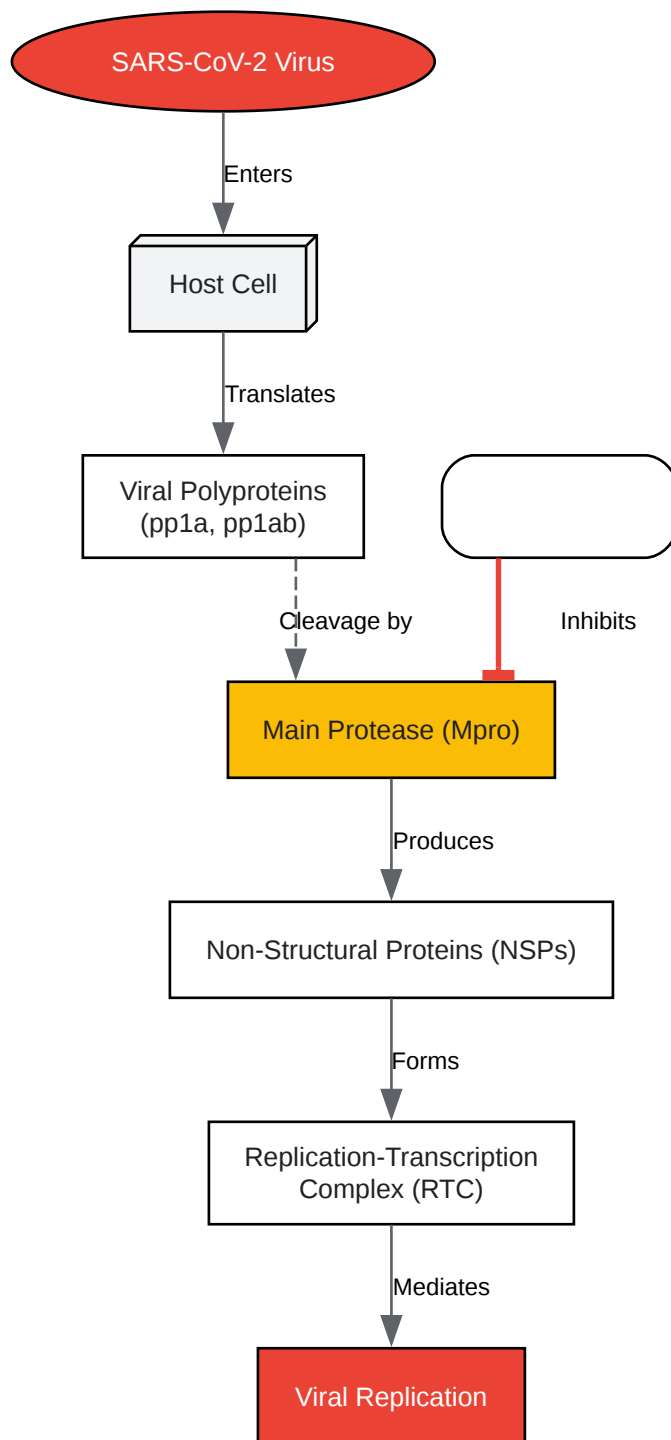 SARS-CoV-2 Virus
Enters
Host Cell
Translates
Viral Polyproteins
(pp1a, pp1ab)
Cleavage by
Inhibits
Main Protease (Mpro)
Produces
Non-Structural Proteins (NSPs)
Forms
Replication-Transcription
Complex (RTC)
Mediates
Viral Replication